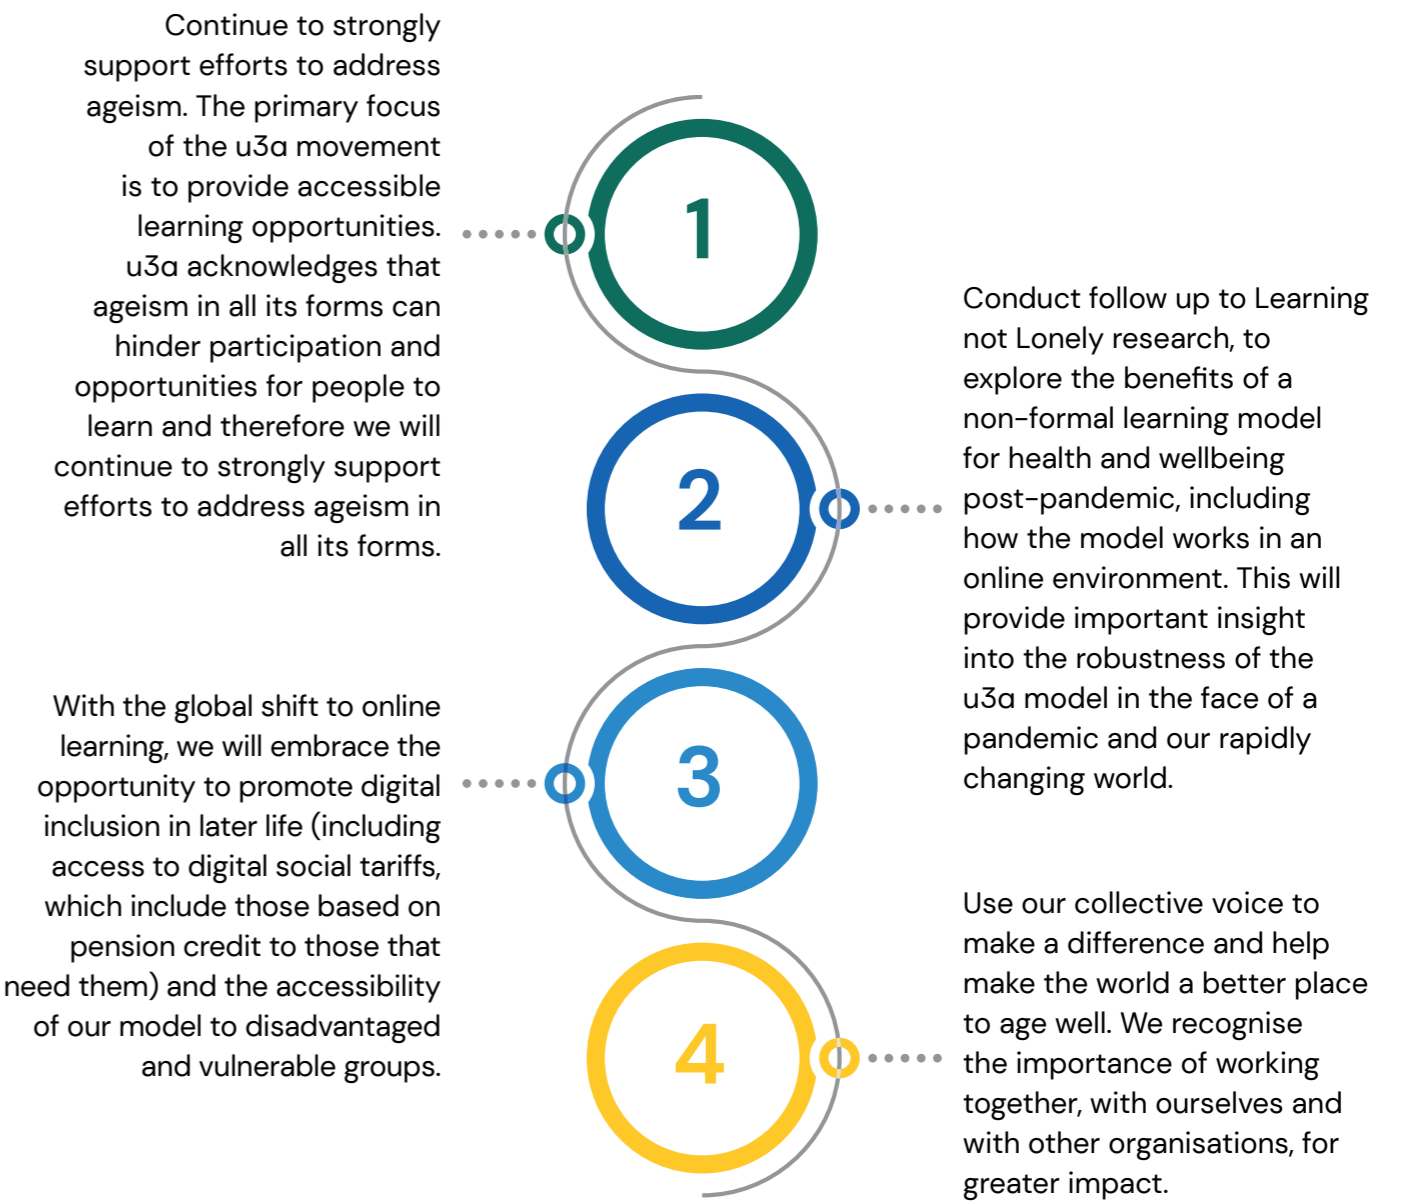 Continue to strongly
support efforts to address
ageism. The primary focus
of the u3a movement
is to provide accessible
learning opportunities.
u3a acknowledges that
ageism in all its forms can
hinder participation and
opportunities for people to
learn and therefore we will
continue to strongly support
efforts to address ageism in
all its forms.
1
Conduct follow up to Learning
not Lonely research, to
explore the benefits of a
non-formal learning model
for health and wellbeing
post-pandemic, including
how the model works in an
online environment. This will
provide important insight
into the robustness of the
u3a model in the face of a
pandemic and our rapidly
changing world.
2
With the global shift to online
learning, we will embrace the
opportunity to promote digital
inclusion in later life (including
access to digital social tariffs,
which include those based on
pension credit to those that
need them) and the accessibility
of our model to disadvantaged
and vulnerable groups.
3
Use our collective voice to
make a difference and help
make the world a better place
to age well. We recognise
the importance of working
together, with ourselves and
with other organisations, for
greater impact.
4